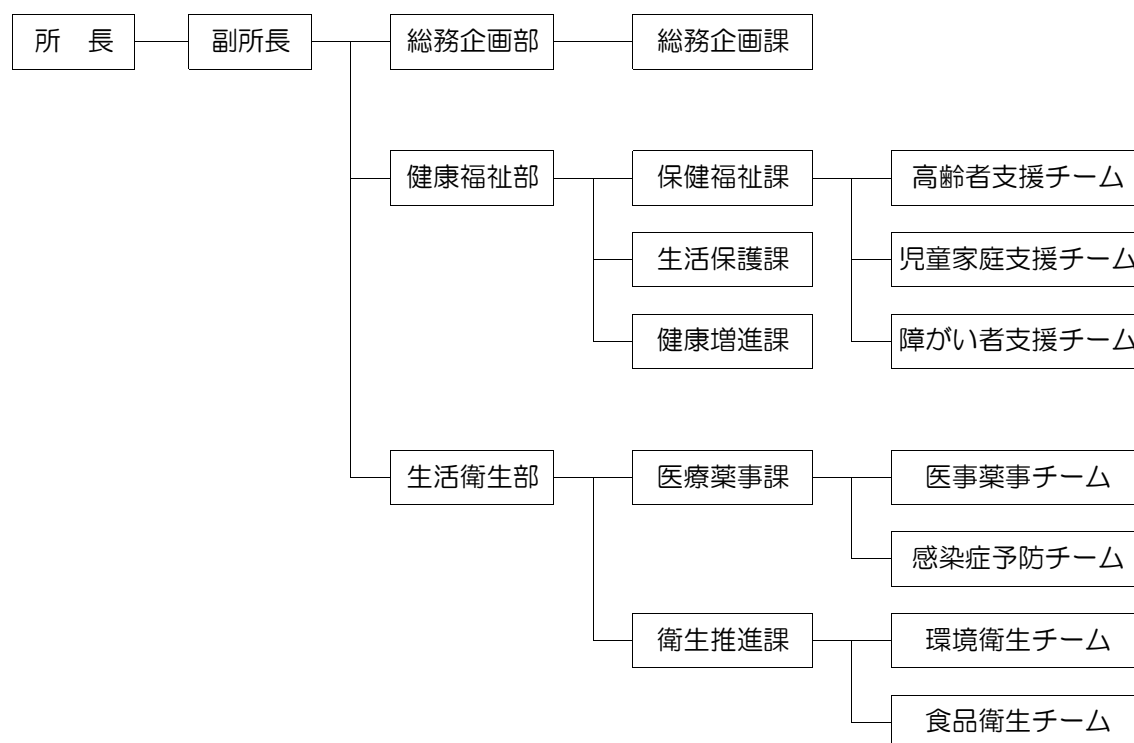 所　長
副所長
総務企画部
総務企画課
健康福祉部
保健福祉課
高齢者支援チーム
生活保護課
児童家庭支援チーム
健康増進課
障がい者支援チーム
生活衛生部
医療薬事課
医事薬事チーム
感染症予防チーム
衛生推進課
環境衛生チーム
食品衛生チーム